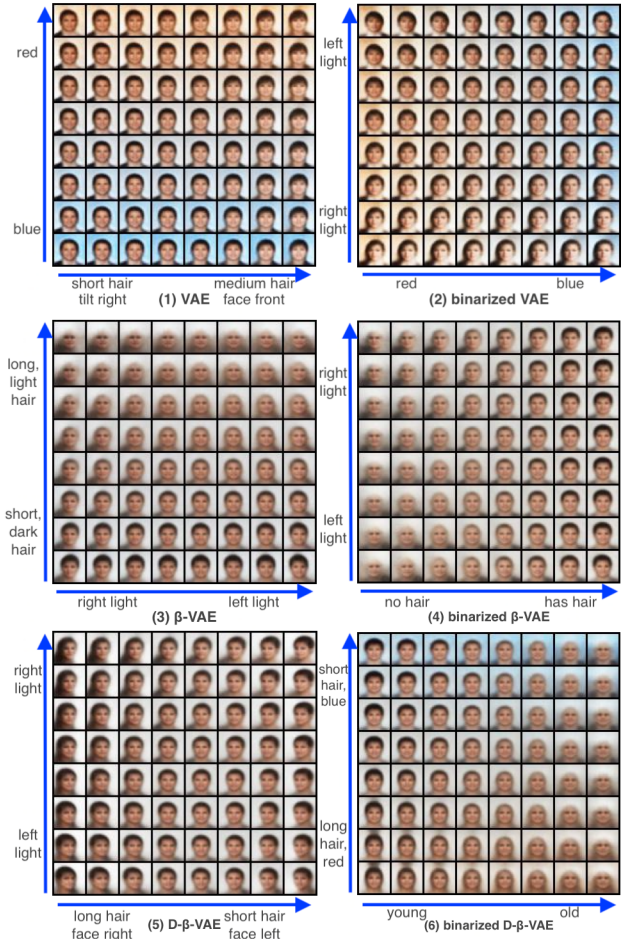 red
blue
short hair
tilt right
(1) VAE
medium hair
face front
left
light
right
light
red
(2) binarized VAE
blue
long,
light
hair
short,
dark
hair
right light
left light
(3) β-VAE
right
light
left
light
no hair
has hair
(4) binarized β-VAE
right
light
left
light
long hair
face right
(5) D-β-VAE
short hair
face left
short
hair,
blue
long
hair,
red
young
old
(6) binarized D-β-VAE